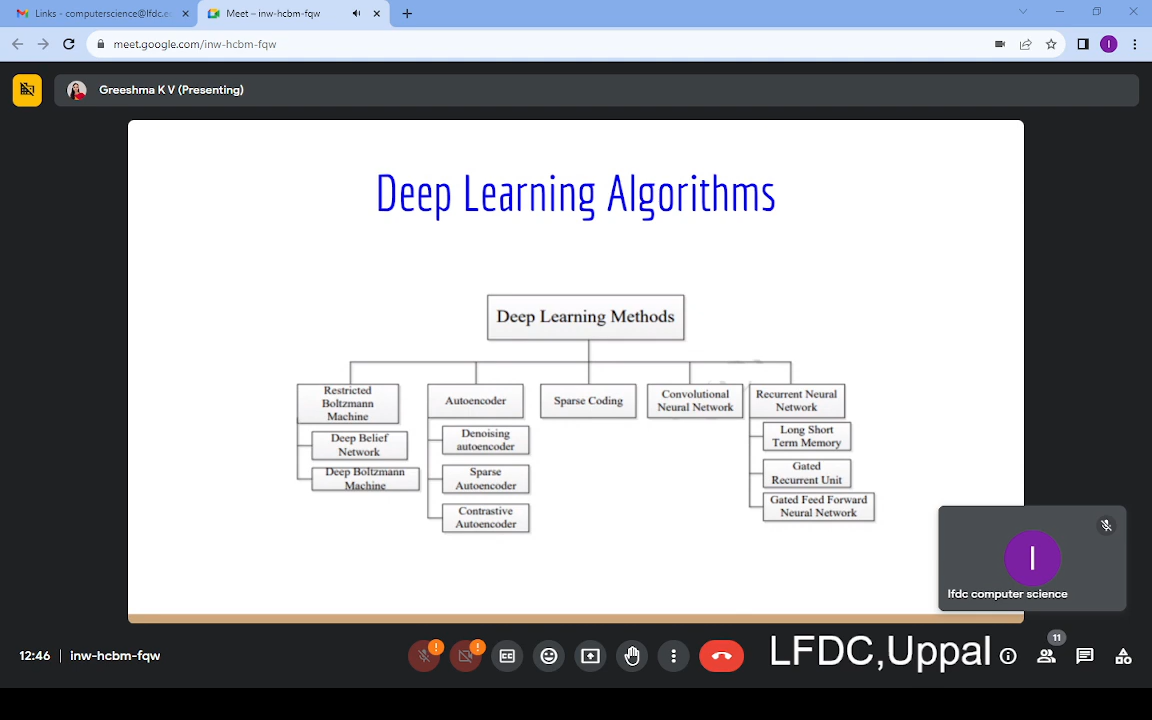 Links - computerscience@lfdc.e
Meet – inw-hcbm-fqw
meet.google.com/inw-hcbm-fqw
I
Greeshma K V (Presenting)
Deep Learning Algorithms
Deep Learning Methods
Restricted
Boltzmann
Machine
Deep Belief
Network
Deep Boltzmann
Machine
Autoencoder
Denoising
autoencoder
Sparse
Autoencoder
Contrastive
Autoencoder
Sparse Coding
Convolutional
Neural Network
Recurrent Neural
Network
Long Short
Term Memory
Gated
Recurrent Unit
Gated Feed Forward
Neural Network
I
lfdc computer science
12:46 | inw-hcbm-fqw
LFDC,Uppal
11